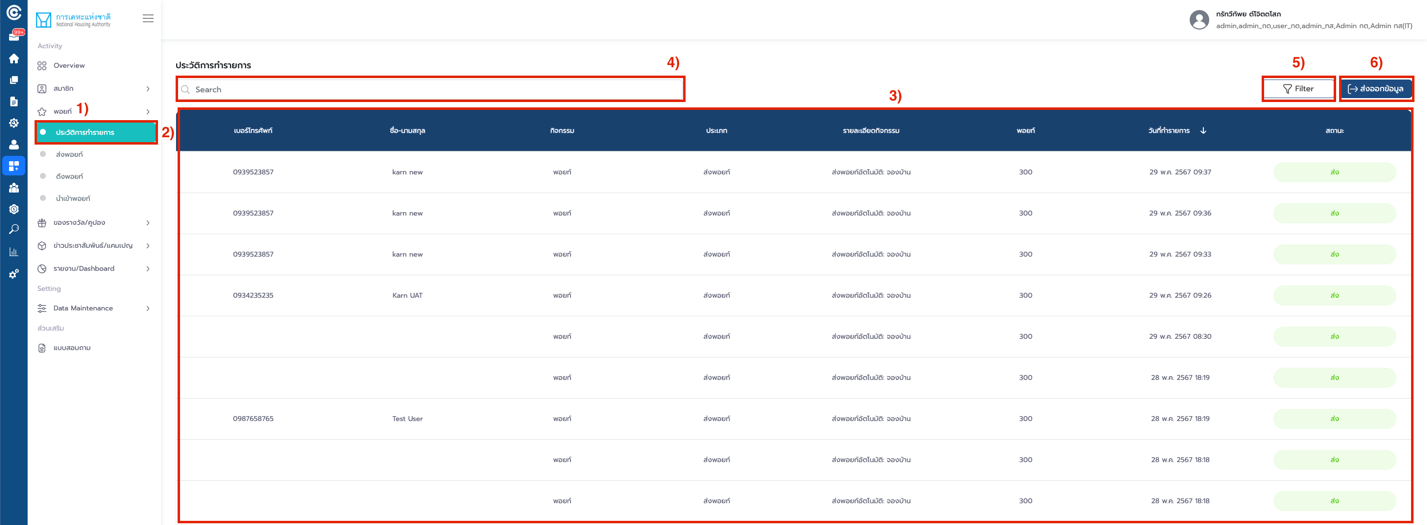 การเคหะแห่งชาติ
National Housing Authority
99+
Activity
Overview
สมาชิก
พอยท์
1)
ประวัติการทำรายการ
2)
ส่งพอยท์
ดึงพอยท์
นำเข้าพอยท์
ของรางวัล/คูปอง
ข่าวประชาสัมพันธ์/แคมเปญ
รายงาน/Dashboard
Setting
Data Maintenance
ส่วนเสริม
แบบสอบถาม
admin,admin_กด,user_กด,admin_กส,Admin กด,Admin กส(IT)
ประวัติการทำรายการ
4)
Search
3)
5)
Filter
6)
ส่งออกข้อมูล
เบอร์โทรศัพท์ ชื่อ-นามสกุล กิจกรรม ประเภท รายละเอียดกิจกรรม พอยท์ วันที่ทำรายการ สถานะ
0939523857 karn new พอยท์ ส่งพอยท์ ส่งพอยท์อัตโนมัติ: จองบ้าน 300 29 พ.ค. 2567 09:37 ส่ง
0939523857 karn new พอยท์ ส่งพอยท์ ส่งพอยท์อัตโนมัติ: จองบ้าน 300 29 พ.ค. 2567 09:36 ส่ง
0939523857 karn new พอยท์ ส่งพอยท์ ส่งพอยท์อัตโนมัติ: จองบ้าน 300 29 พ.ค. 2567 09:33 ส่ง
0934235235 Karn UAT พอยท์ ส่งพอยท์ ส่งพอยท์อัตโนมัติ: จองบ้าน 300 29 พ.ค. 2567 09:26 ส่ง
พอยท์ ส่งพอยท์ ส่งพอยท์อัตโนมัติ: จองบ้าน 300 29 พ.ค. 2567 08:30 ส่ง
พอยท์ ส่งพอยท์ ส่งพอยท์อัตโนมัติ: จองบ้าน 300 28 พ.ค. 2567 18:19 ส่ง
0987658765 Test User พอยท์ ส่งพอยท์ ส่งพอยท์อัตโนมัติ: จองบ้าน 300 28 พ.ค. 2567 18:19 ส่ง
พอยท์ ส่งพอยท์ ส่งพอยท์อัตโนมัติ: จองบ้าน 300 28 พ.ค. 2567 18:18 ส่ง
พอยท์ ส่งพอยท์ ส่งพอยท์อัตโนมัติ: จองบ้าน 300 28 พ.ค. 2567 18:18 ส่ง